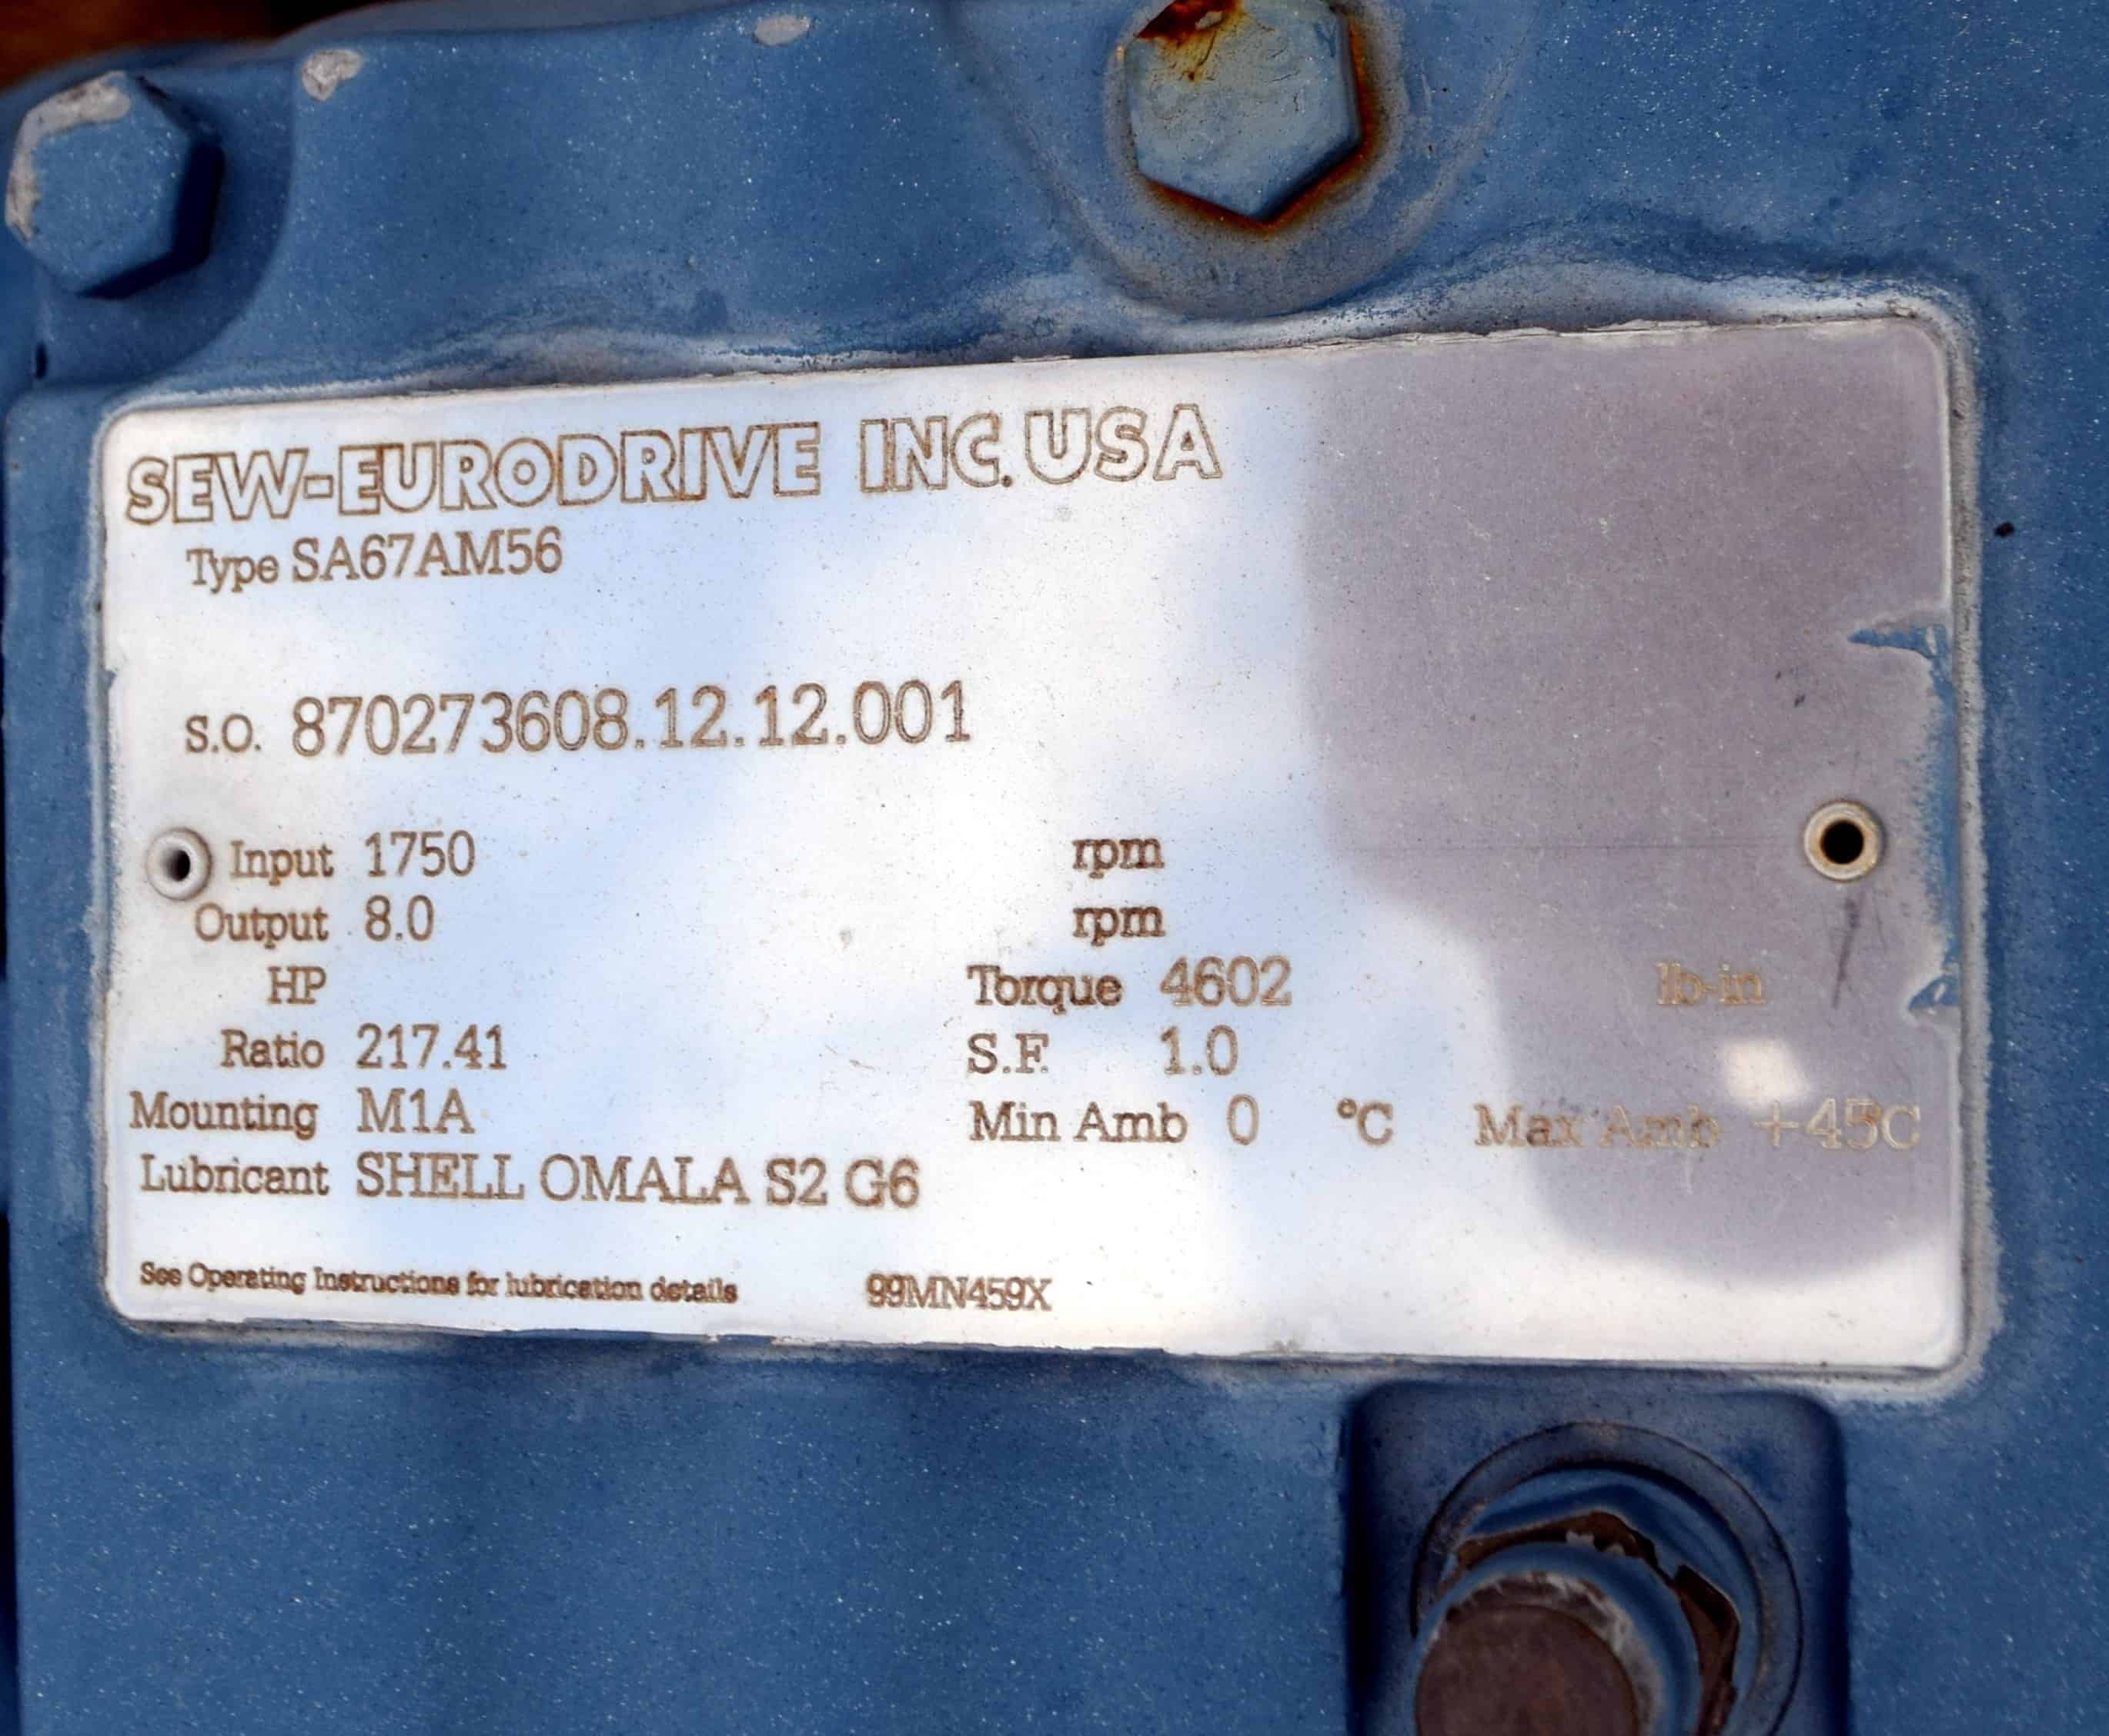 SEW-EURODRIVE INC. USA
Type SA67AM56
S.O. 870273608.12.12.001
Input 1750 rpm
Output 8.0 rpm
HP Torque 4602 lb-in
Ratio 217.41 S.F. 1.0
Mounting M1A Min Amb 0 °C Max Amb +45°C
Lubricant SHELL OMALA S2 G6
See Operating Instructions for lubrication details 99MN459X